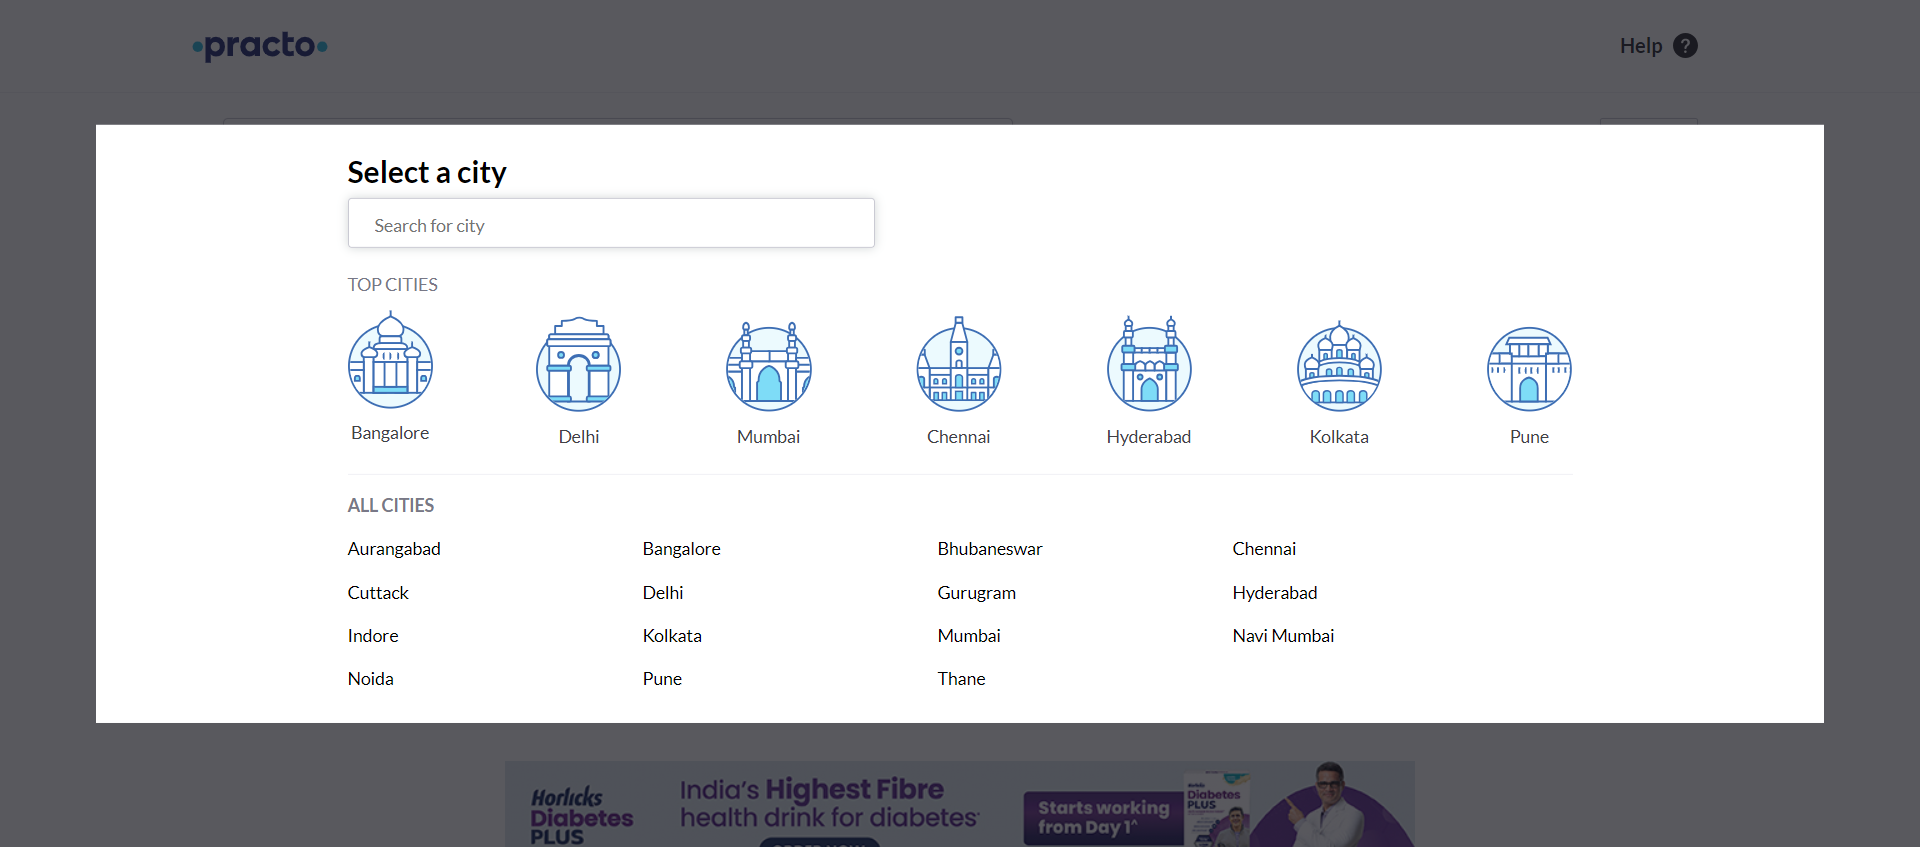 practo
Help ?
Select a city
Search for city
TOP CITIES
Bangalore Delhi Mumbai Chennai Hyderabad Kolkata Pune
ALL CITIES
Aurangabad Bangalore Bhubaneswar Chennai
Cuttack Delhi Gurugram Hyderabad
Indore Kolkata Mumbai Navi Mumbai
Noida Pune Thane
Horlicks
Diabetes
PLUS
India's Highest Fibre
health drink for diabetes*
Starts working
from Day 1^
Horlicks
Diabetes
PLUS